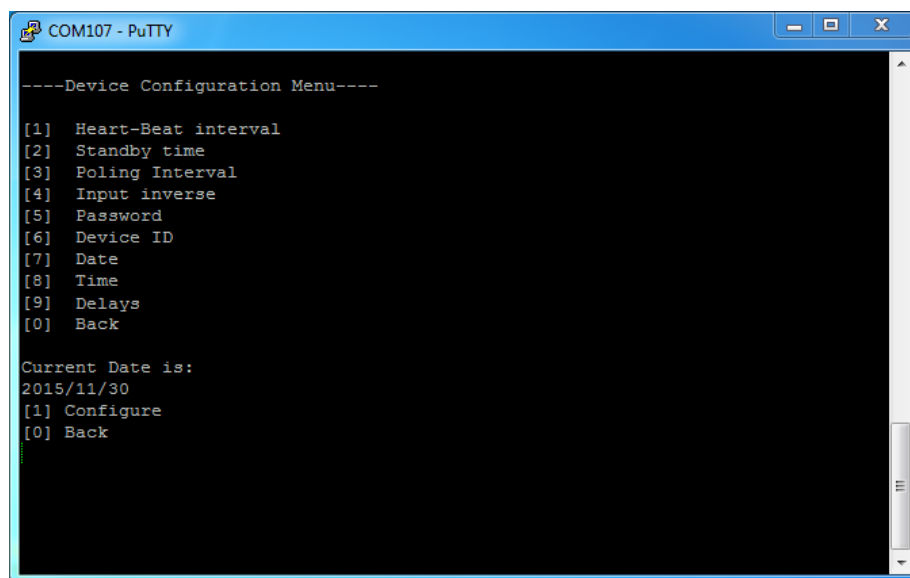 COM107 - PuTTY
----Device Configuration Menu----
[1] Heart-Beat interval
[2] Standby time
[3] Poling Interval
[4] Input inverse
[5] Password
[6] Device ID
[7] Date
[8] Time
[9] Delays
[0] Back
Current Date is:
2015/11/30
[1] Configure
[0] Back